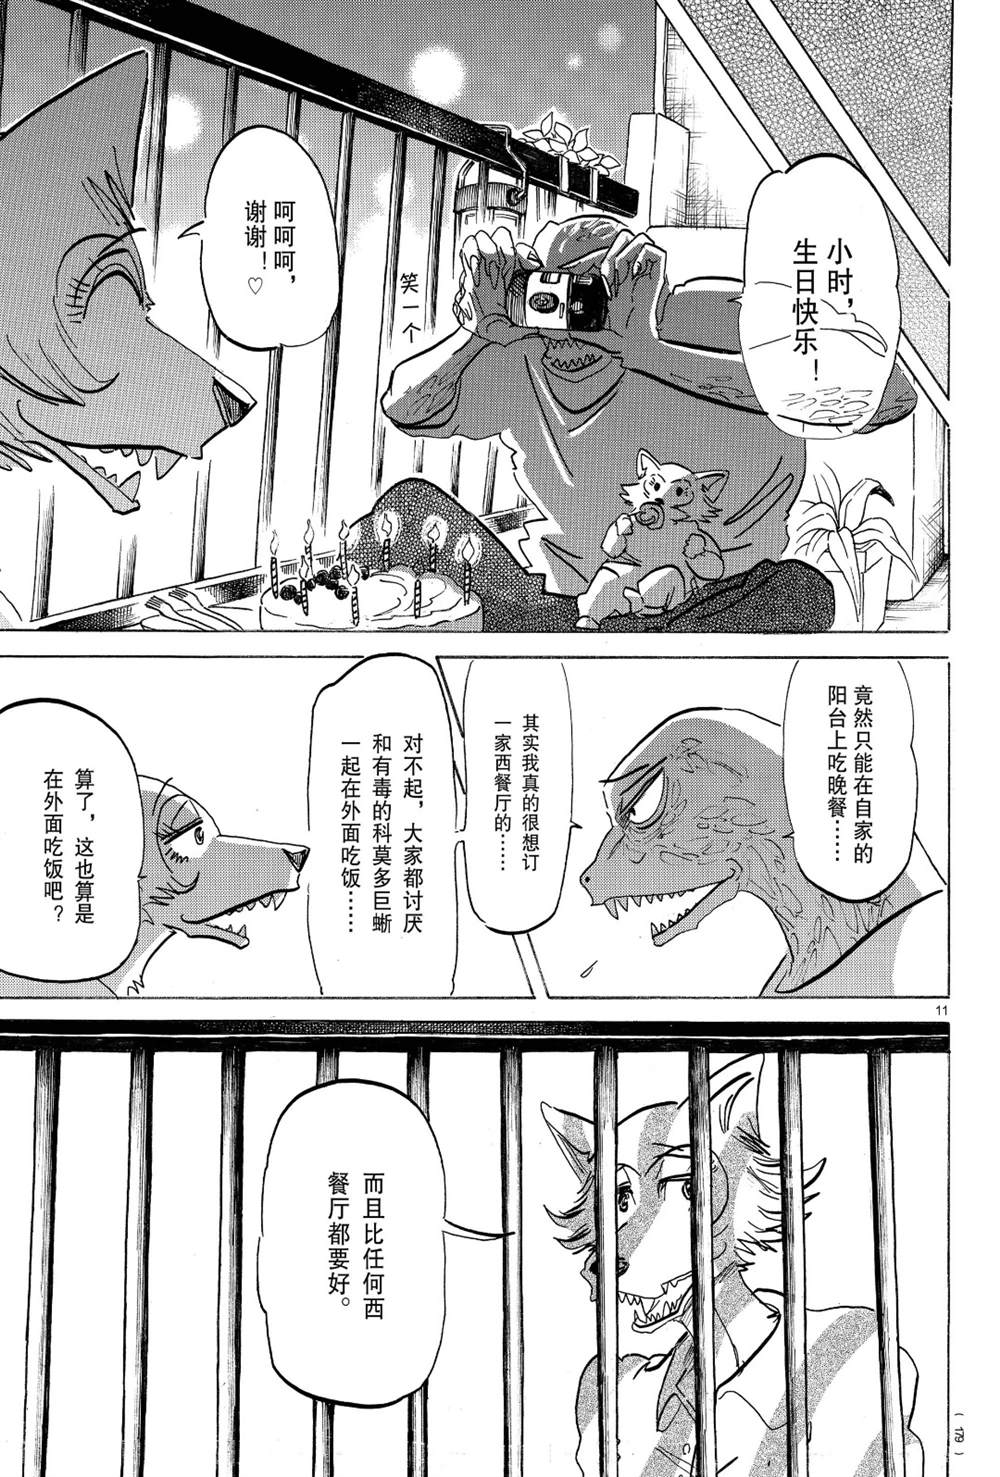 小时，
生日快乐！
笑一个
呵呵呵，
谢谢！♡
竟然只能在自家的
阳台上吃晚餐……
其实我真的很想订
一家西餐厅的……
对不起，大家都讨厌
和有毒的科莫多巨蜥
一起在外面吃饭……
算了，这也算是
在外面吃饭吧？
11
而且比任何西
餐厅都要好。
( 179 )